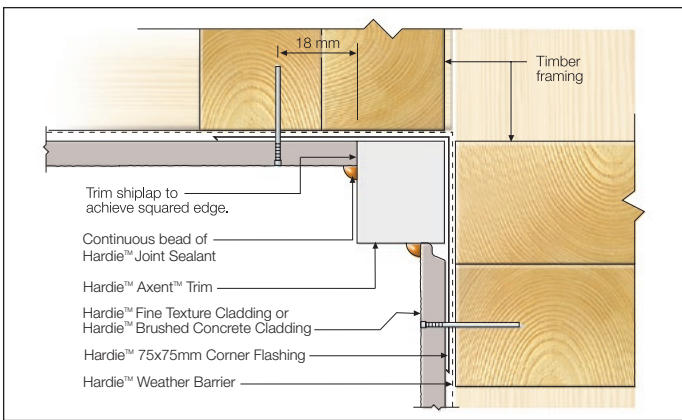 18 mm
Timber
framing
Trim shiplap to
achieve squared edge.
Continuous bead of
Hardie™ Joint Sealant
Hardie™ Axent™ Trim
Hardie™ Fine Texture Cladding or
Hardie™ Brushed Concrete Cladding
Hardie™ 75x75mm Corner Flashing
Hardie™ Weather Barrier